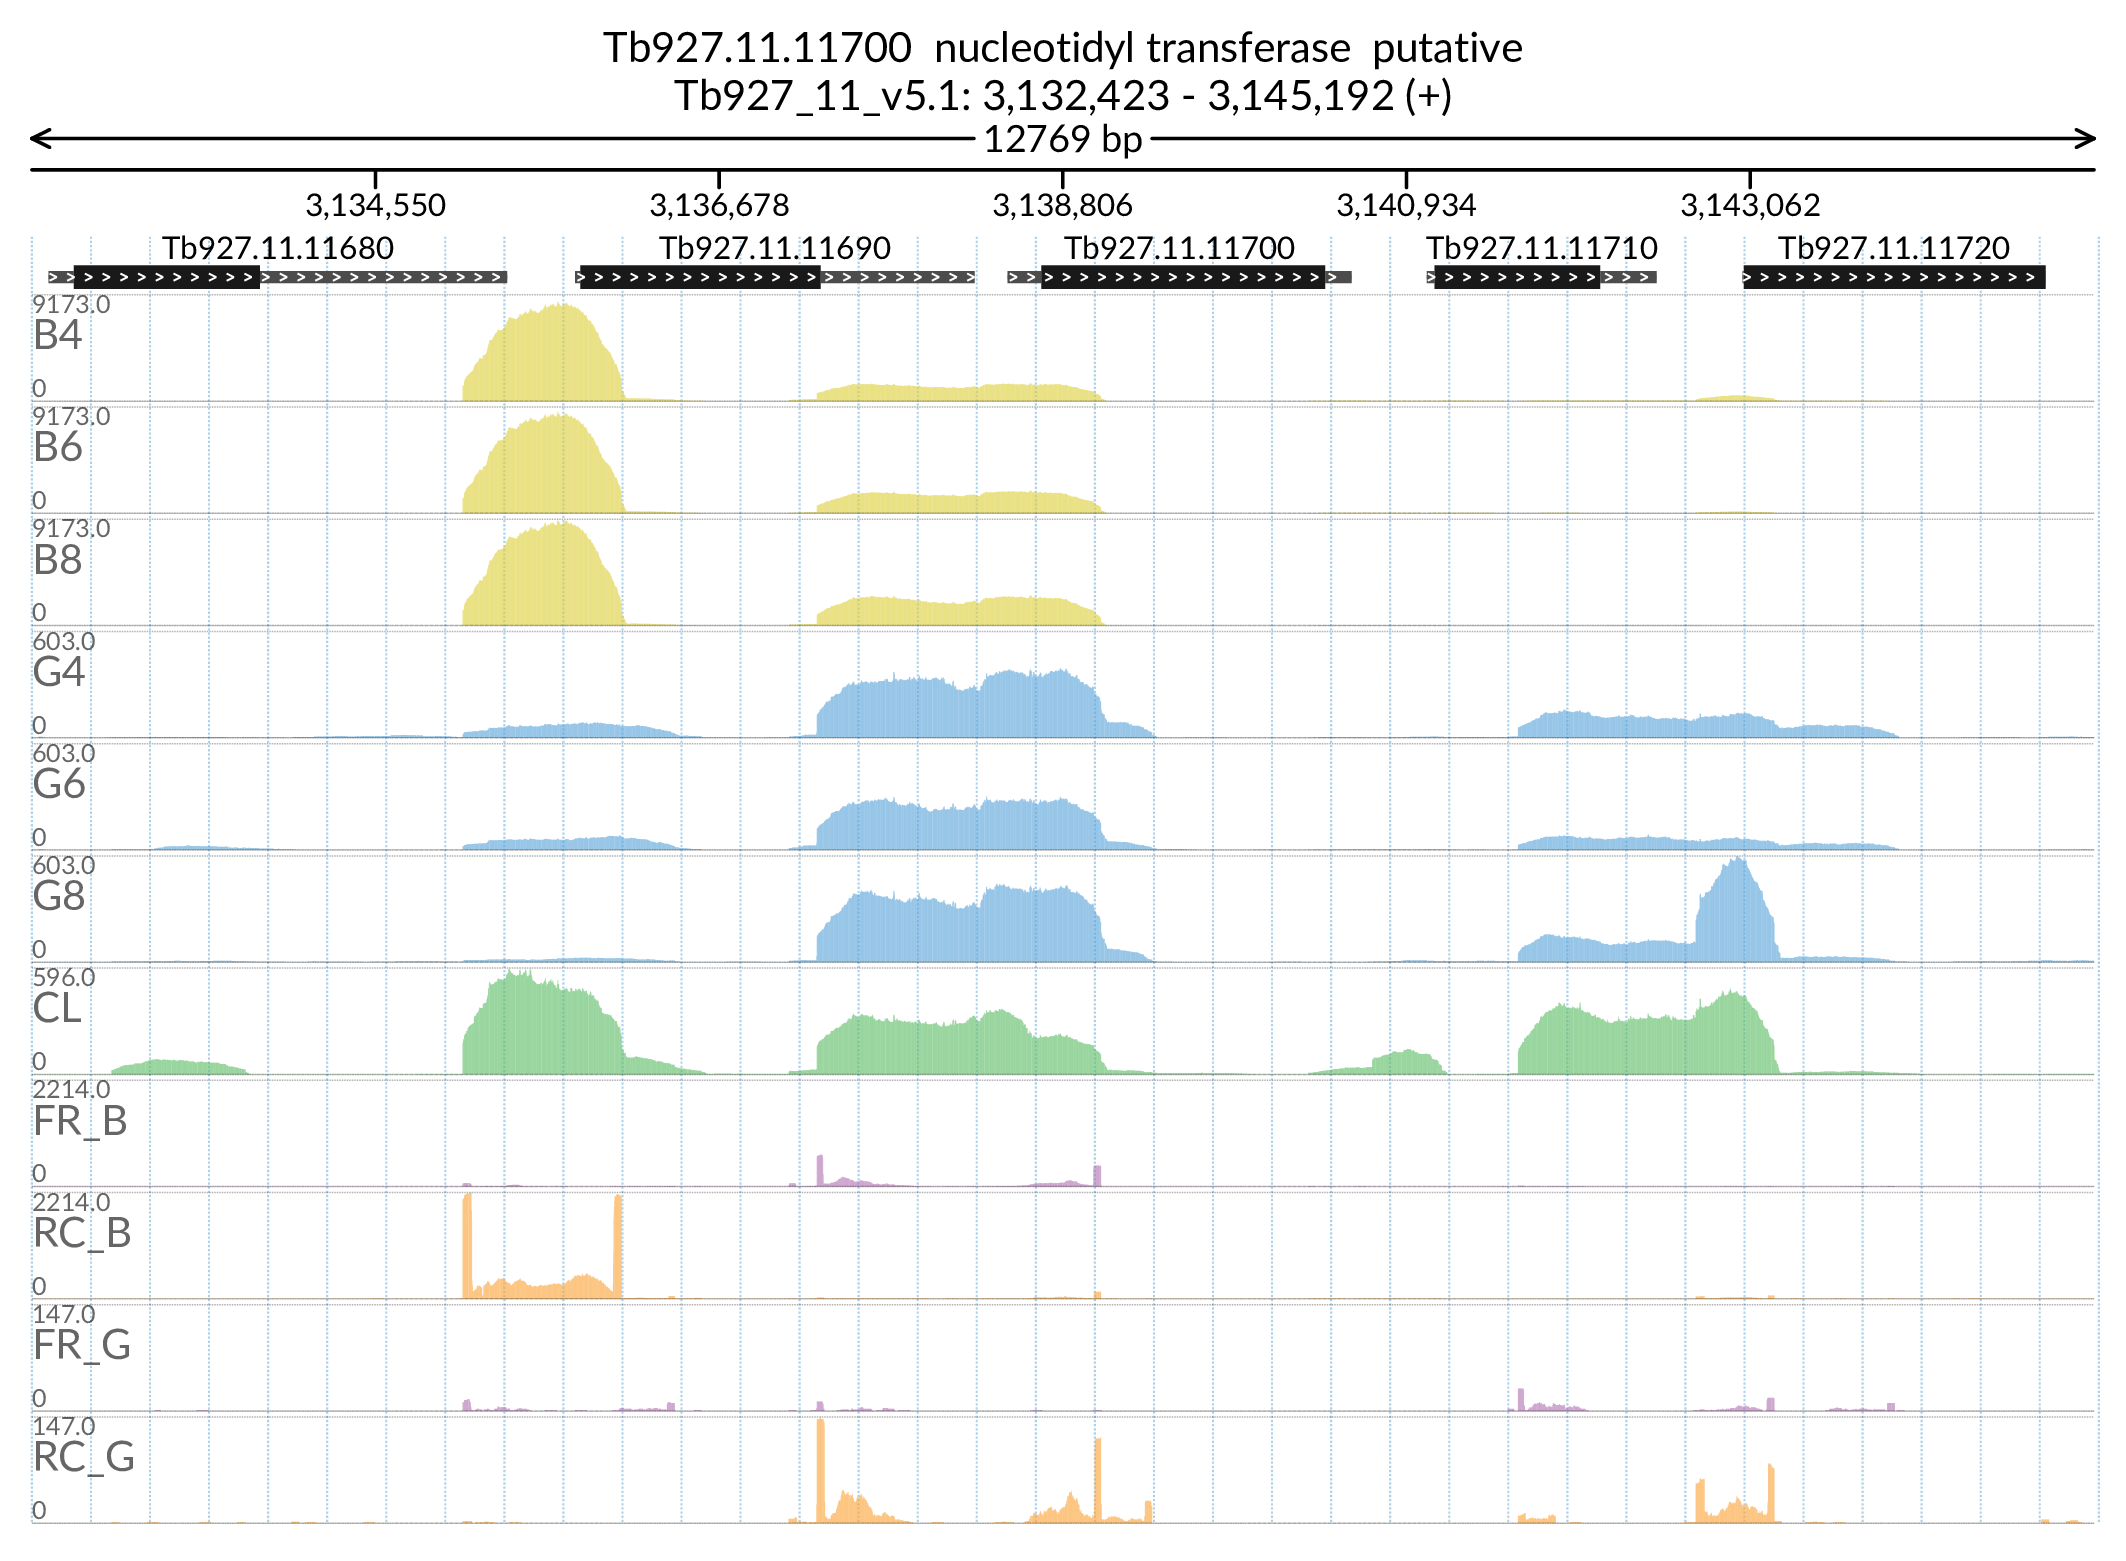 Tb927.11.11700  nucleotidyl transferase  putative
Tb927_11_v5.1: 3,132,423 - 3,145,192 (+)
12769 bp
3,134,550 3,136,678 3,138,806 3,140,934 3,143,062
Tb927.11.11680 Tb927.11.11690 Tb927.11.11700 Tb927.11.11710 Tb927.11.11720
9173.0
B4
0
9173.0
B6
0
9173.0
B8
0
603.0
G4
0
603.0
G6
0
603.0
G8
0
596.0
CL
0
2214.0
FR_B
0
2214.0
RC_B
0
147.0
FR_G
0
147.0
RC_G
0